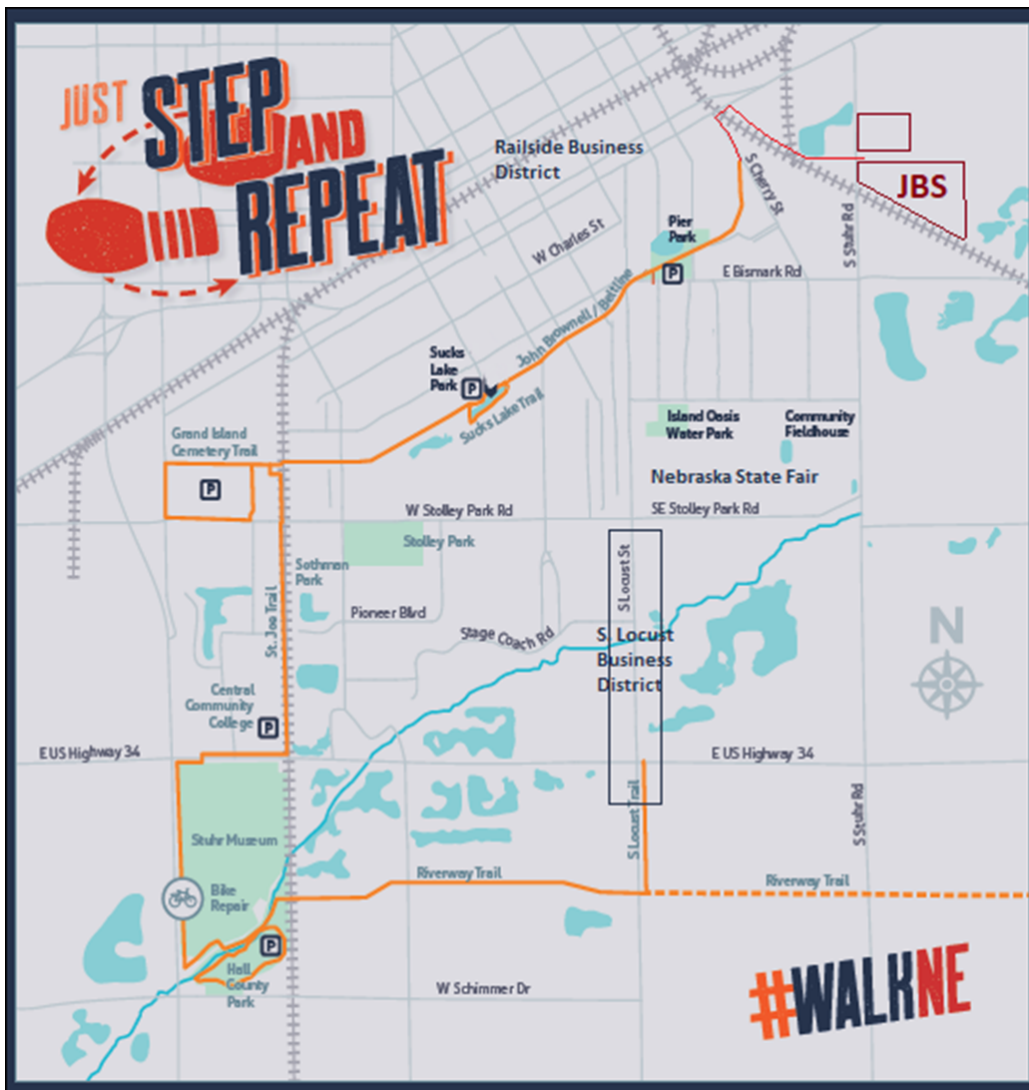 JUST STEP
AND
REPEAT
Railside Business
District
S Cherry St
JBS
S Stuhr Rd
W Charles St
Pier
Park
P
E Bismark Rd
John Brownell / Beltline
Sucks
Lake
Park
P
Sucks Lake Trail
Island Oasis
Water Park
Community
Fieldhouse
Grand Island
Cemetery Trail
P
Nebraska State Fair
W Stolley Park Rd
SE Stolley Park Rd
Stolley Park
Sothman
Park
St. Joe Trail
Pioneer Blvd
Stage Coach Rd
S Locust St
S. Locust
Business
District
N
Central
Community
College
P
E US Highway 34
E US Highway 34
S Locust Trail
S Stuhr Rd
Stuhr Museum
Riverway Trail
Riverway Trail
Bike
Repair
P
Hall
County
Park
W Schimmer Dr
#WALKNE